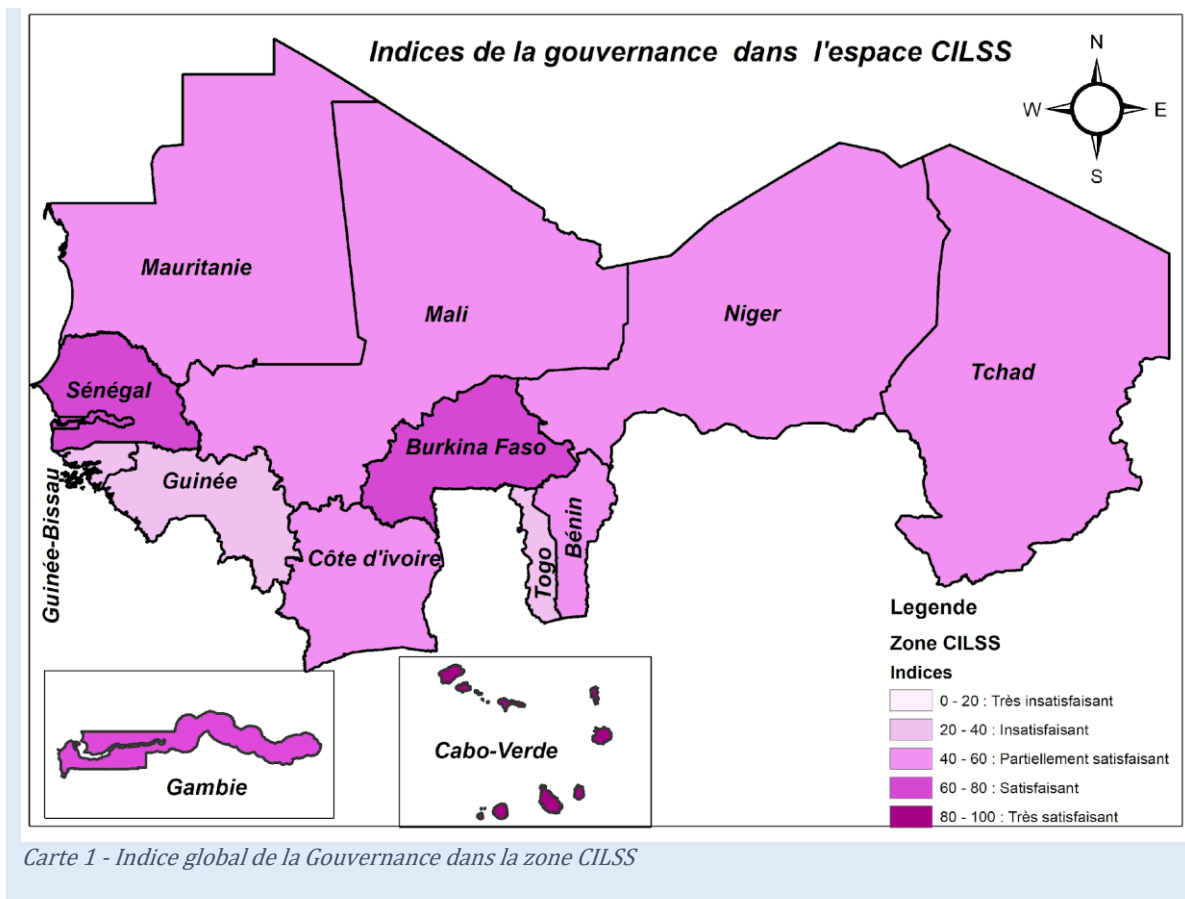 Indices de la gouvernance dans l'espace CILSS
N
W
E
S
Mauritanie
Mali
Niger
Tchad
Sénégal
Burkina Faso
Guinée
Guinée-Bissau
Côte d'ivoire
Togo
Bénin
Gambie
Cabo-Verde
Legende
Zone CILSS
Indices
0 - 20 : Très insatisfaisant
20 - 40 : Insatisfaisant
40 - 60 : Partiellement satisfaisant
60 - 80 : Satisfaisant
80 - 100 : Très satisfaisant
Carte 1 - Indice global de la Gouvernance dans la zone CILSS